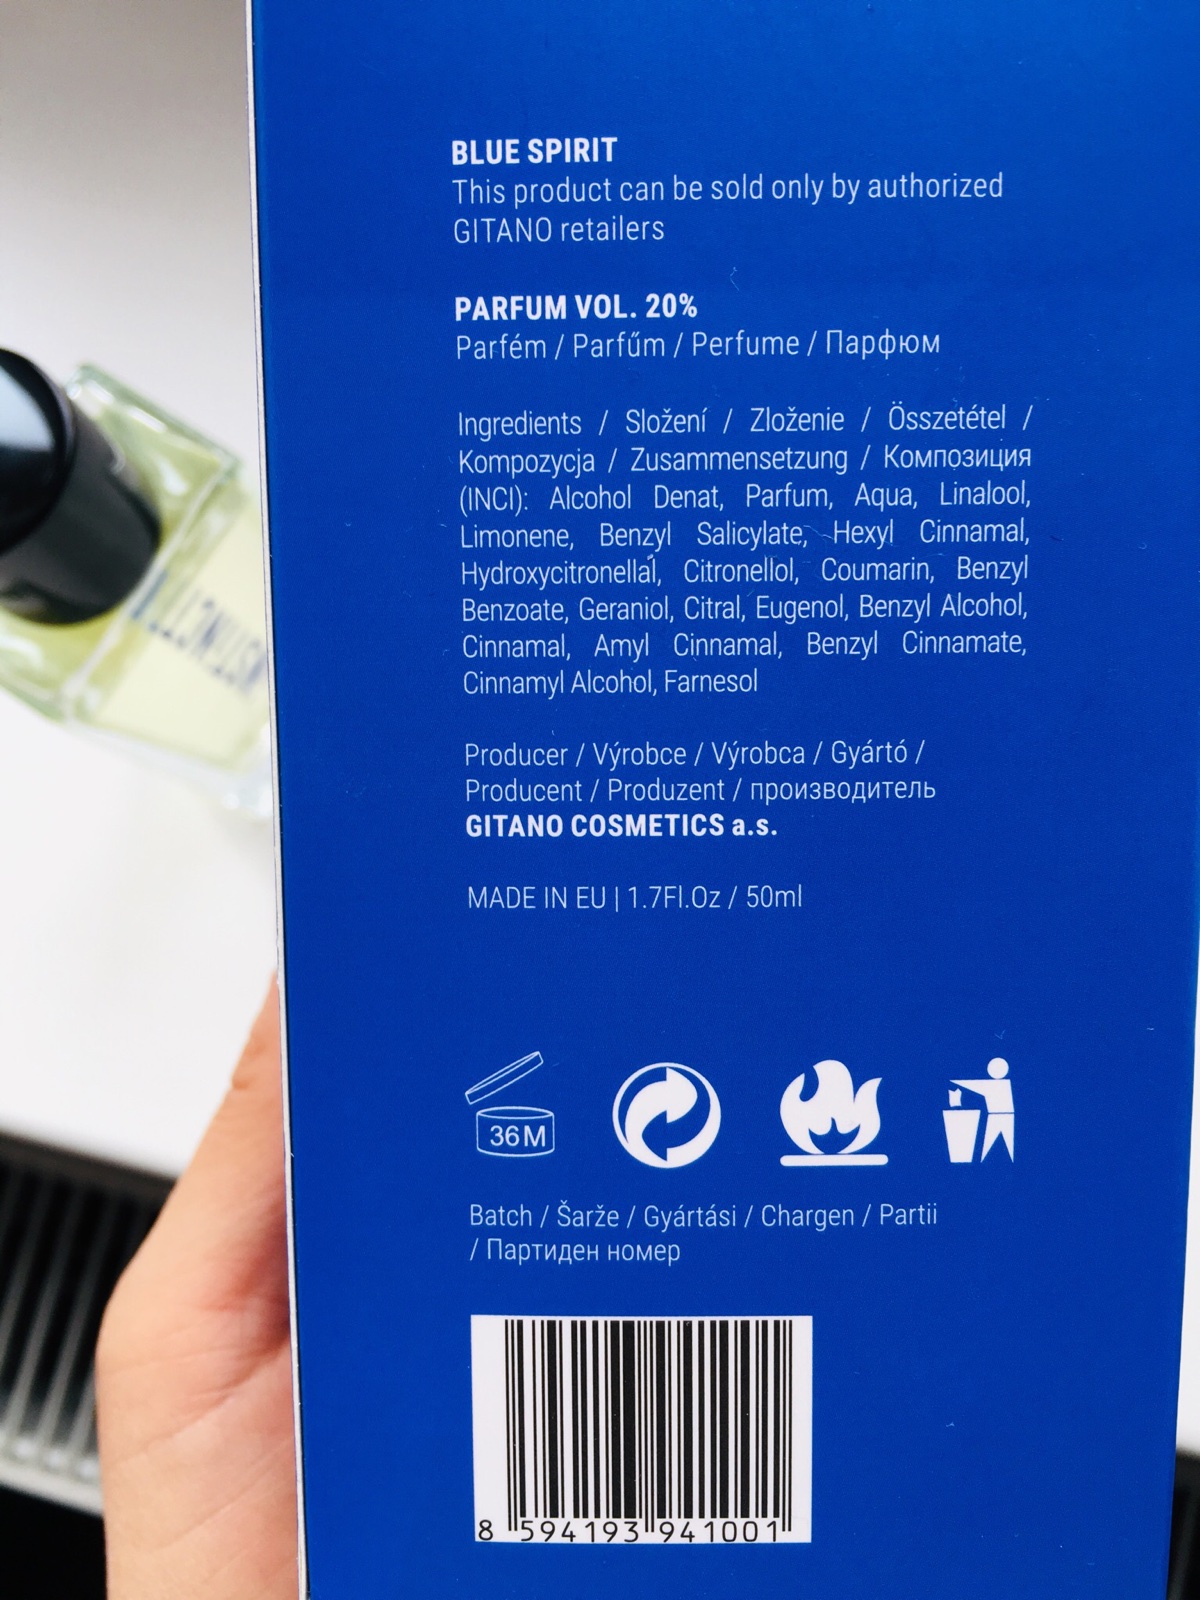 BLUE SPIRIT
This product can be sold only by authorized
GITANO retailers
PARFUM VOL. 20%
Parfém / Parfűm / Perfume / Парфюм
Ingredients / Složení / Zloženie / Összetétel /
Kompozycja / Zusammensetzung / Композиция
(INCI): Alcohol Denat, Parfum, Aqua, Linalool,
Limonene, Benzyl Salicylate, Hexyl Cinnamal,
Hydroxycitronellal, Citronellol, Coumarin, Benzyl
Benzoate, Geraniol, Citral, Eugenol, Benzyl Alcohol,
Cinnamal, Amyl Cinnamal, Benzyl Cinnamate,
Cinnamyl Alcohol, Farnesol
Producer / Výrobce / Výrobca / Gyártó /
Producent / Produzent / производитель
GITANO COSMETICS a.s.
MADE IN EU | 1.7Fl.Oz / 50ml
36M
Batch / Šarže / Gyártási / Chargen / Partii
/ Партиден номер
8 594193 941001